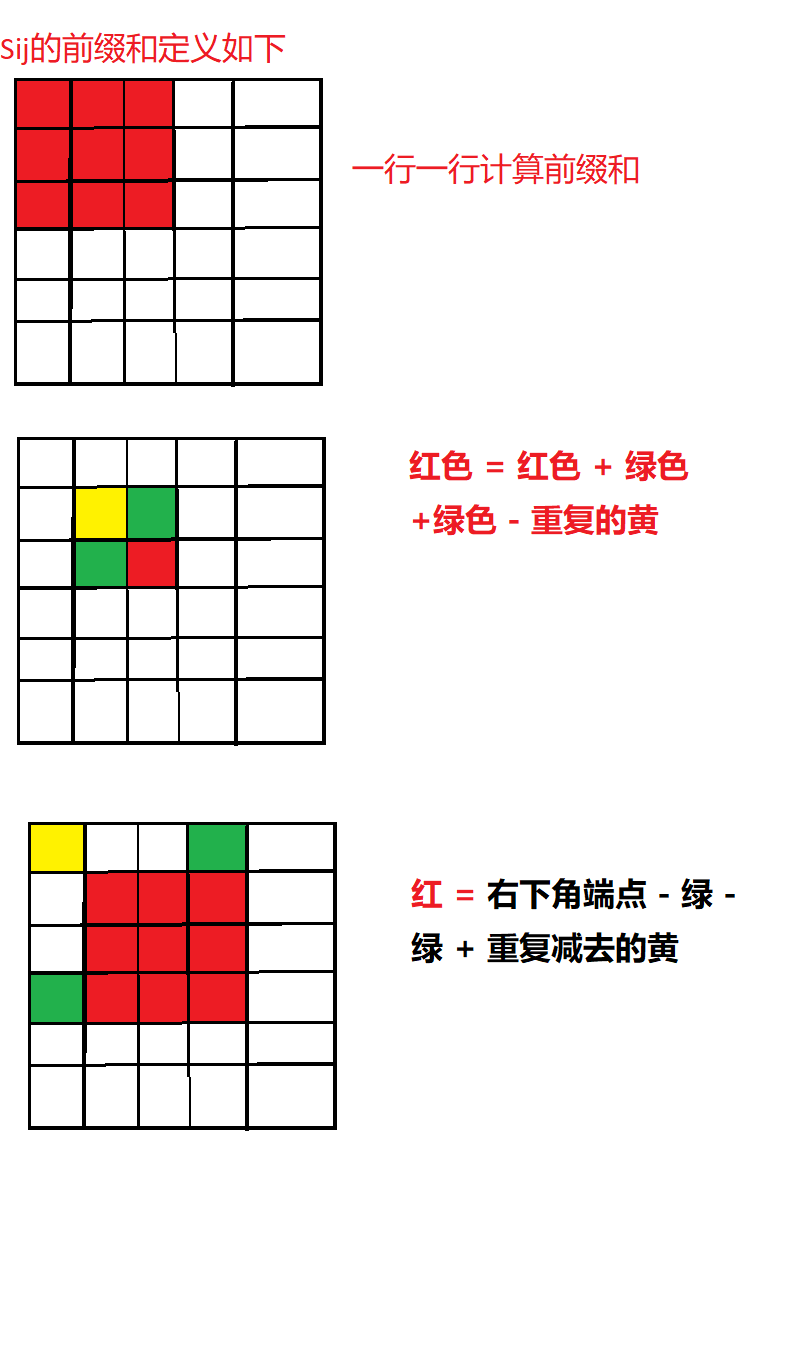 Sij的前缀和定义如下
一行一行计算前缀和
红色 = 红色 + 绿色
+绿色 - 重复的黄
红 = 右下角端点 - 绿 -
绿 + 重复减去的黄